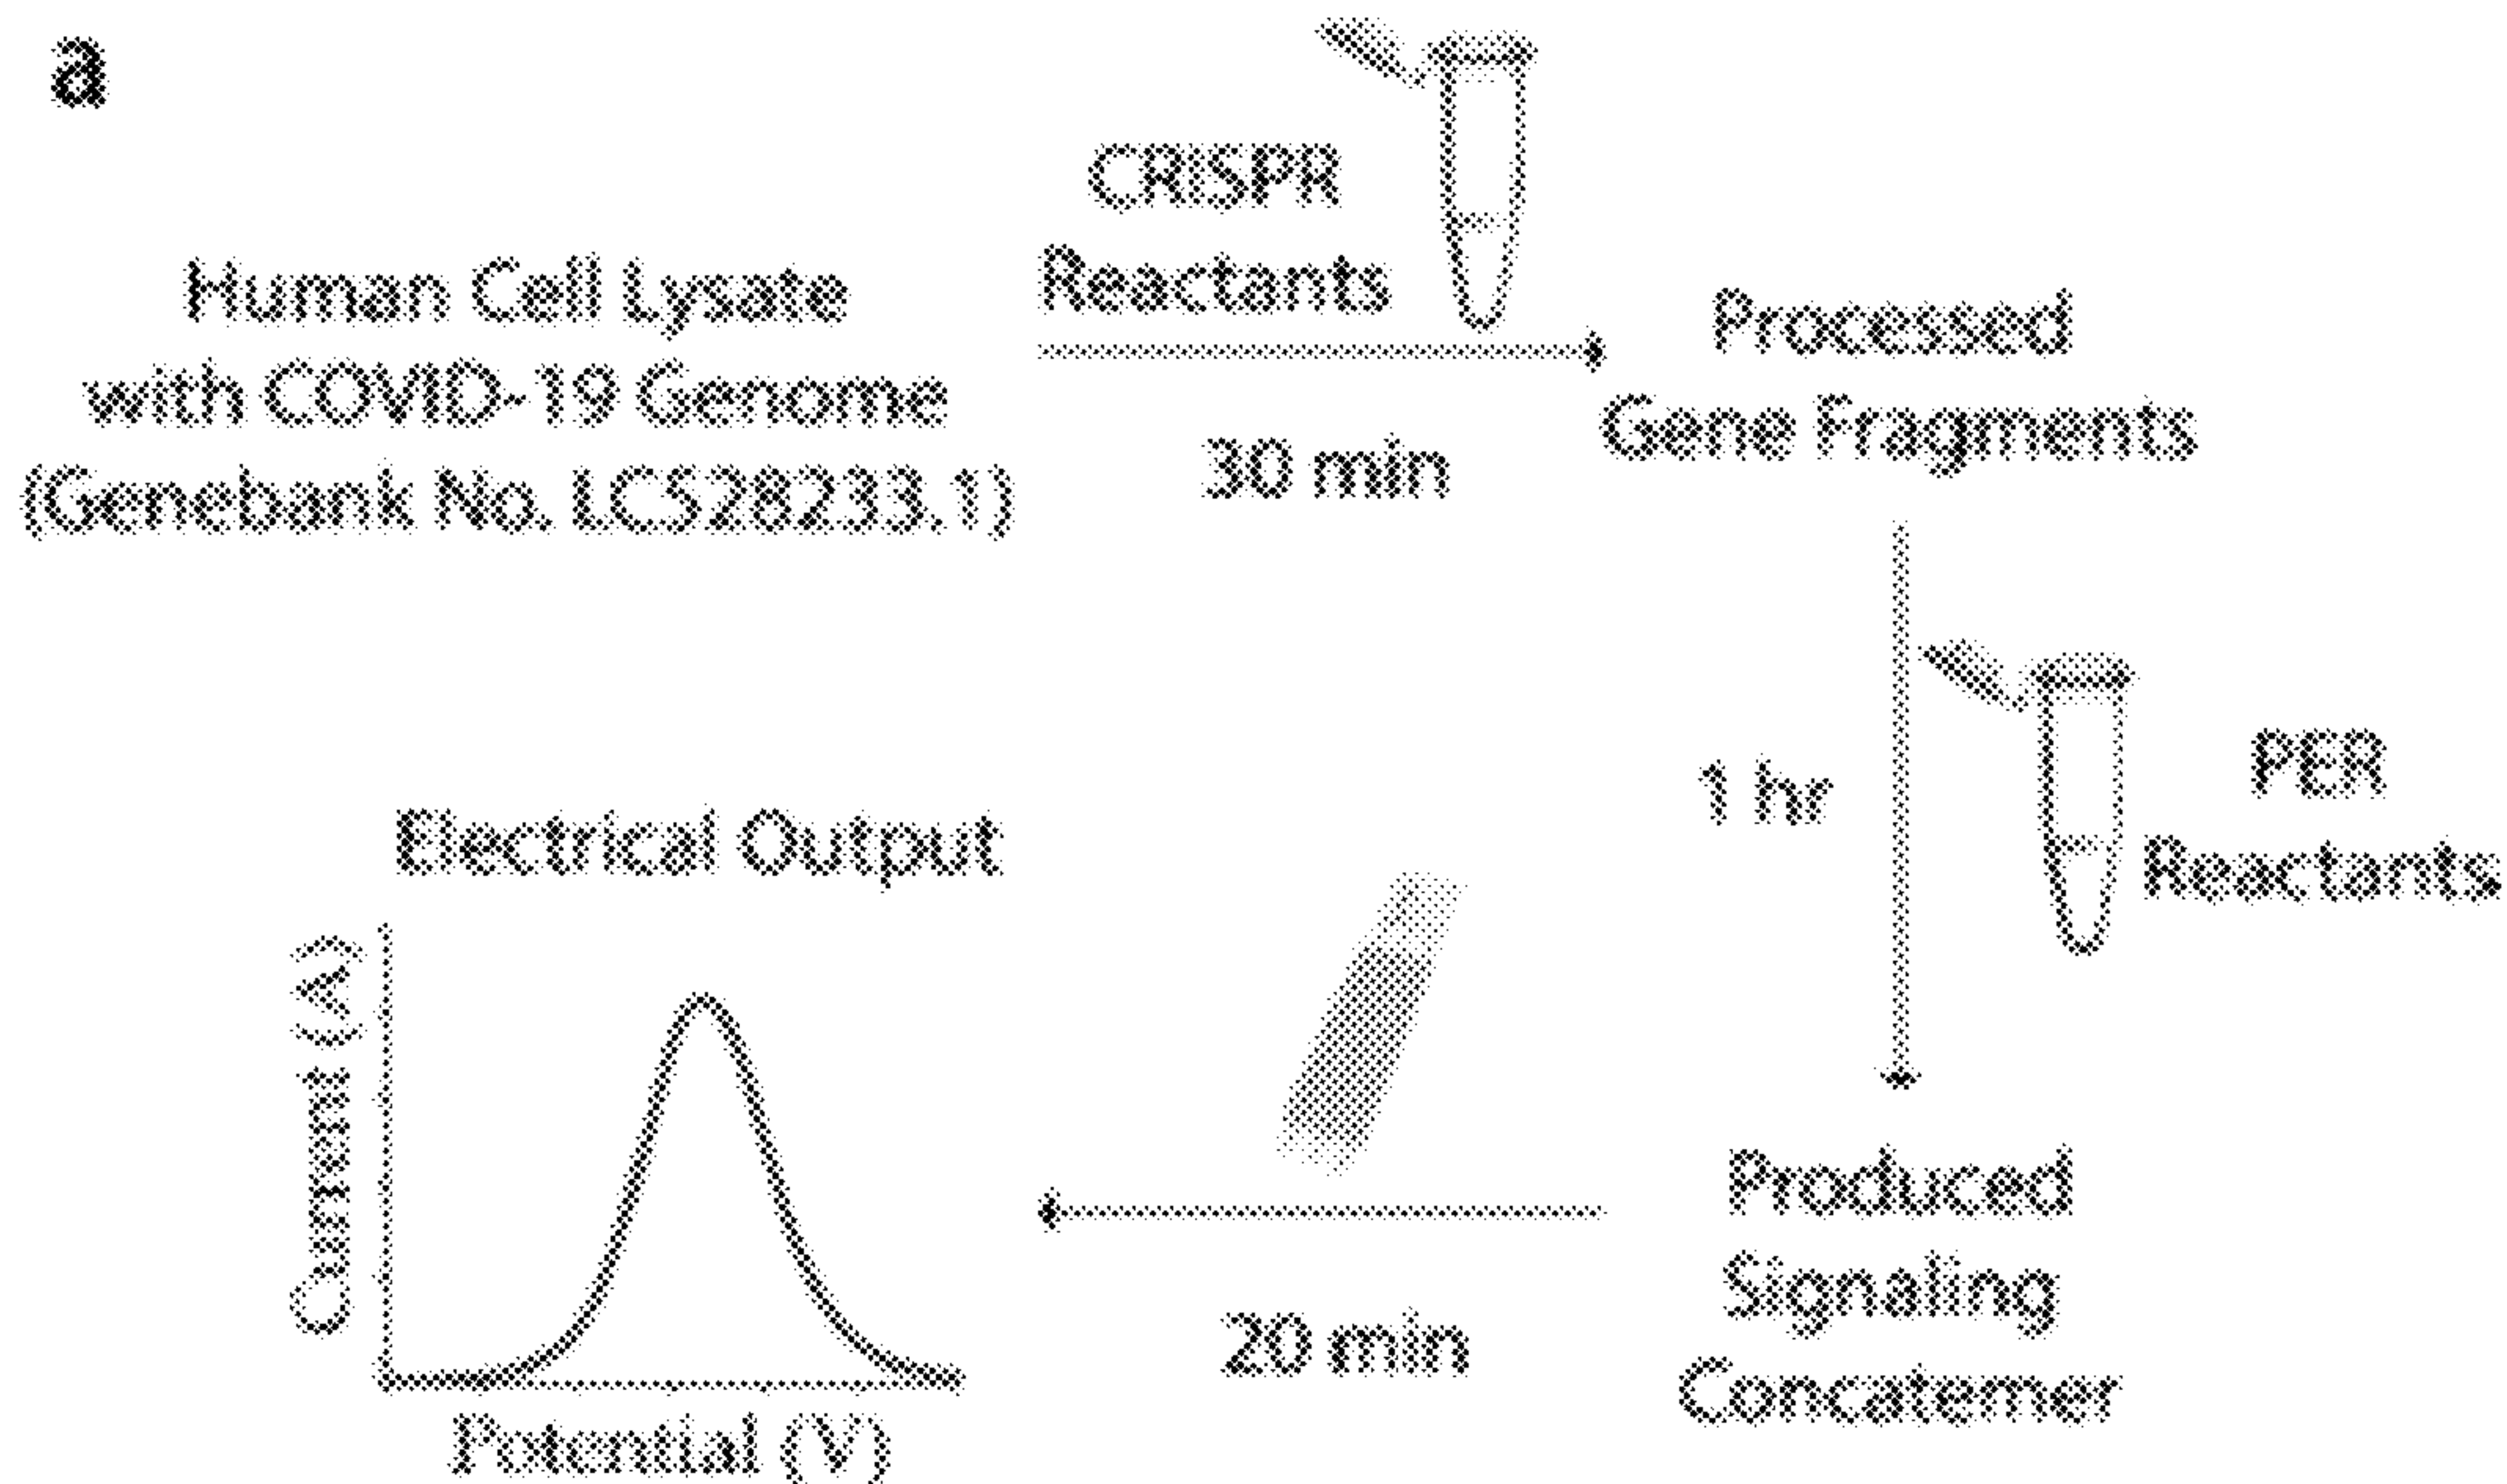 a
Human Cell Lysate
with COVID-19 Genome
(Genebank No. LC528233.1)
CRISPR
Reactants
30 min
Processed
Gene Fragments
1 hr
PER
Reactants
Produced
Signaling
Concatemer
20 min
Electrical Output
Current (A)
Potential (V)